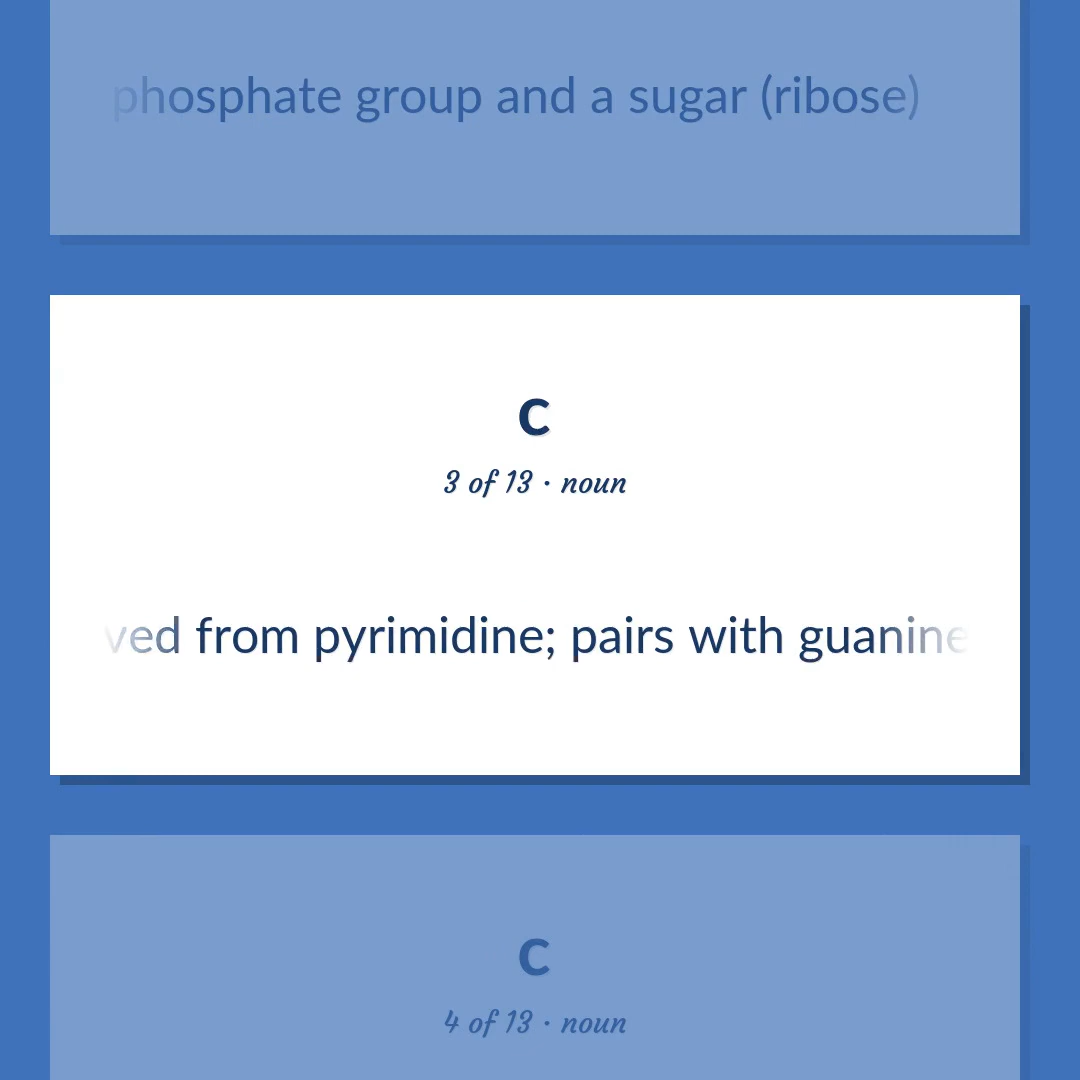 phosphate group and a sugar (ribose)
c
3 of 13 · noun
ved from pyrimidine; pairs with guanine
c
4 of 13 · noun